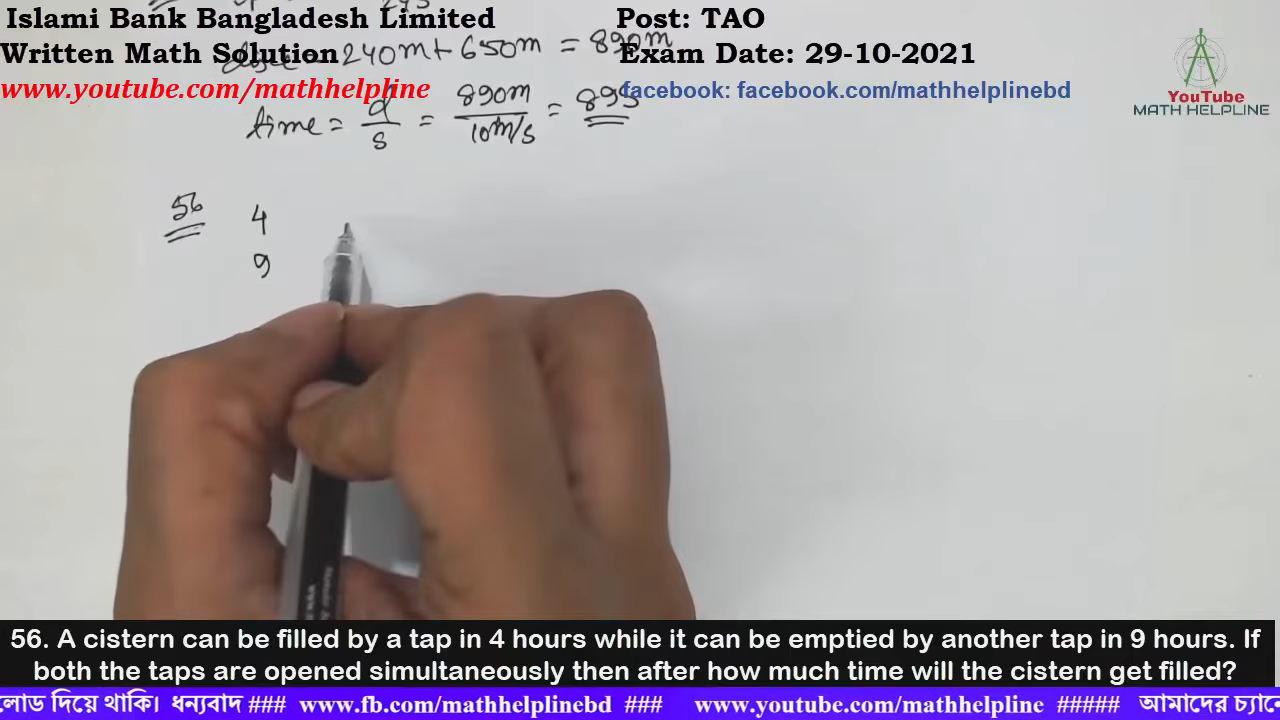 Islami Bank Bangladesh Limited
Post: TAO
Written Math Solution
Exam Date: 29-10-2021
www.youtube.com/mathhelpline
facebook: facebook.com/mathhelplinebd
YouTube
MATH HELPLINE
240m + 650m = 890m
time = d/s = 890m/10m/s = 89s
56 4
9
56. A cistern can be filled by a tap in 4 hours while it can be emptied by another tap in 9 hours. If
both the taps are opened simultaneously then after how much time will the cistern get filled?
লোড দিয়ে থাকি। ধন্যবাদ ### www.fb.com/mathhelplinebd ### www.youtube.com/mathhelpline ##### আমাদের চ্যানে